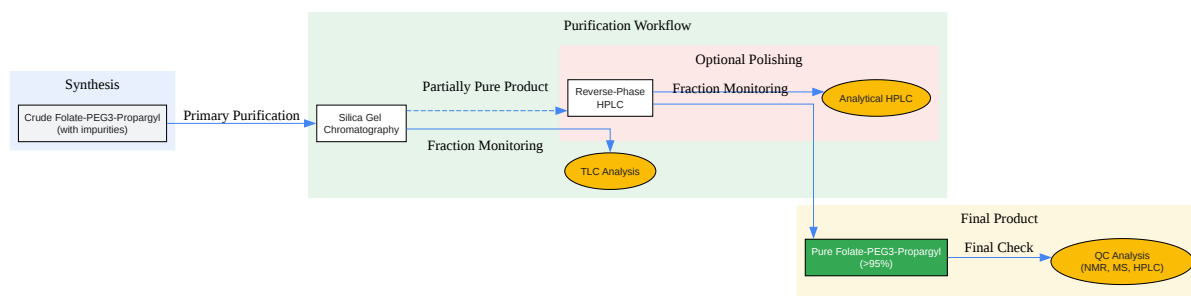 Purification Workflow
Optional Polishing
Synthesis
Partially Pure Product
Reverse-Phase
HPLC
Fraction Monitoring
Analytical HPLC
Crude Folate-PEG3-Propargyl
(with impurities)
Primary Purification
Silica Gel
Chromatography
Fraction Monitoring
TLC Analysis
Final Product
Pure Folate-PEG3-Propargyl
(>95%)
Final Check
QC Analysis
(NMR, MS, HPLC)